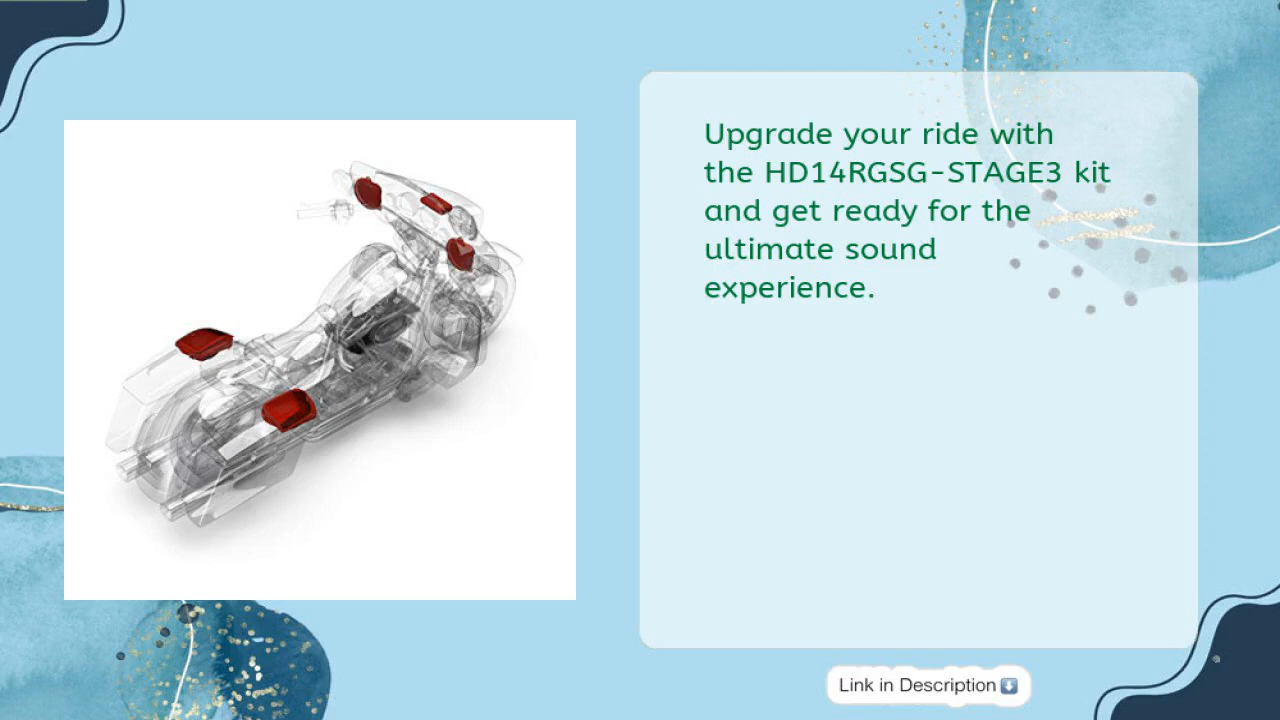 Upgrade your ride with
the HD14RGSG-STAGE3 kit
and get ready for the
ultimate sound
experience.
Link in Description⬇️